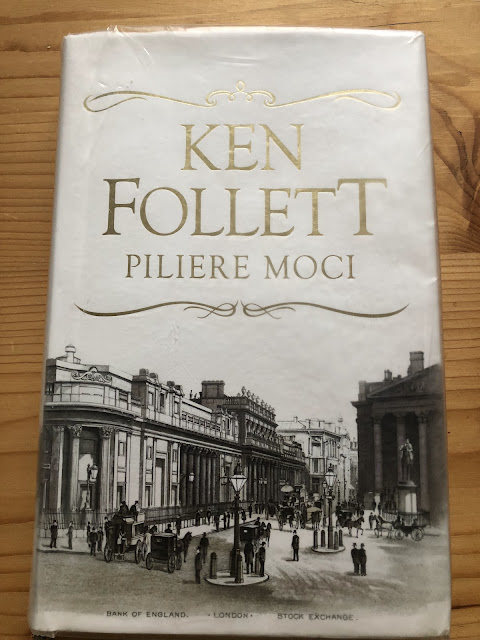 KEN
FOLLETT
PILIERE MOCI
BANK OF ENGLAND. · LONDON · STOCK EXCHANGE.